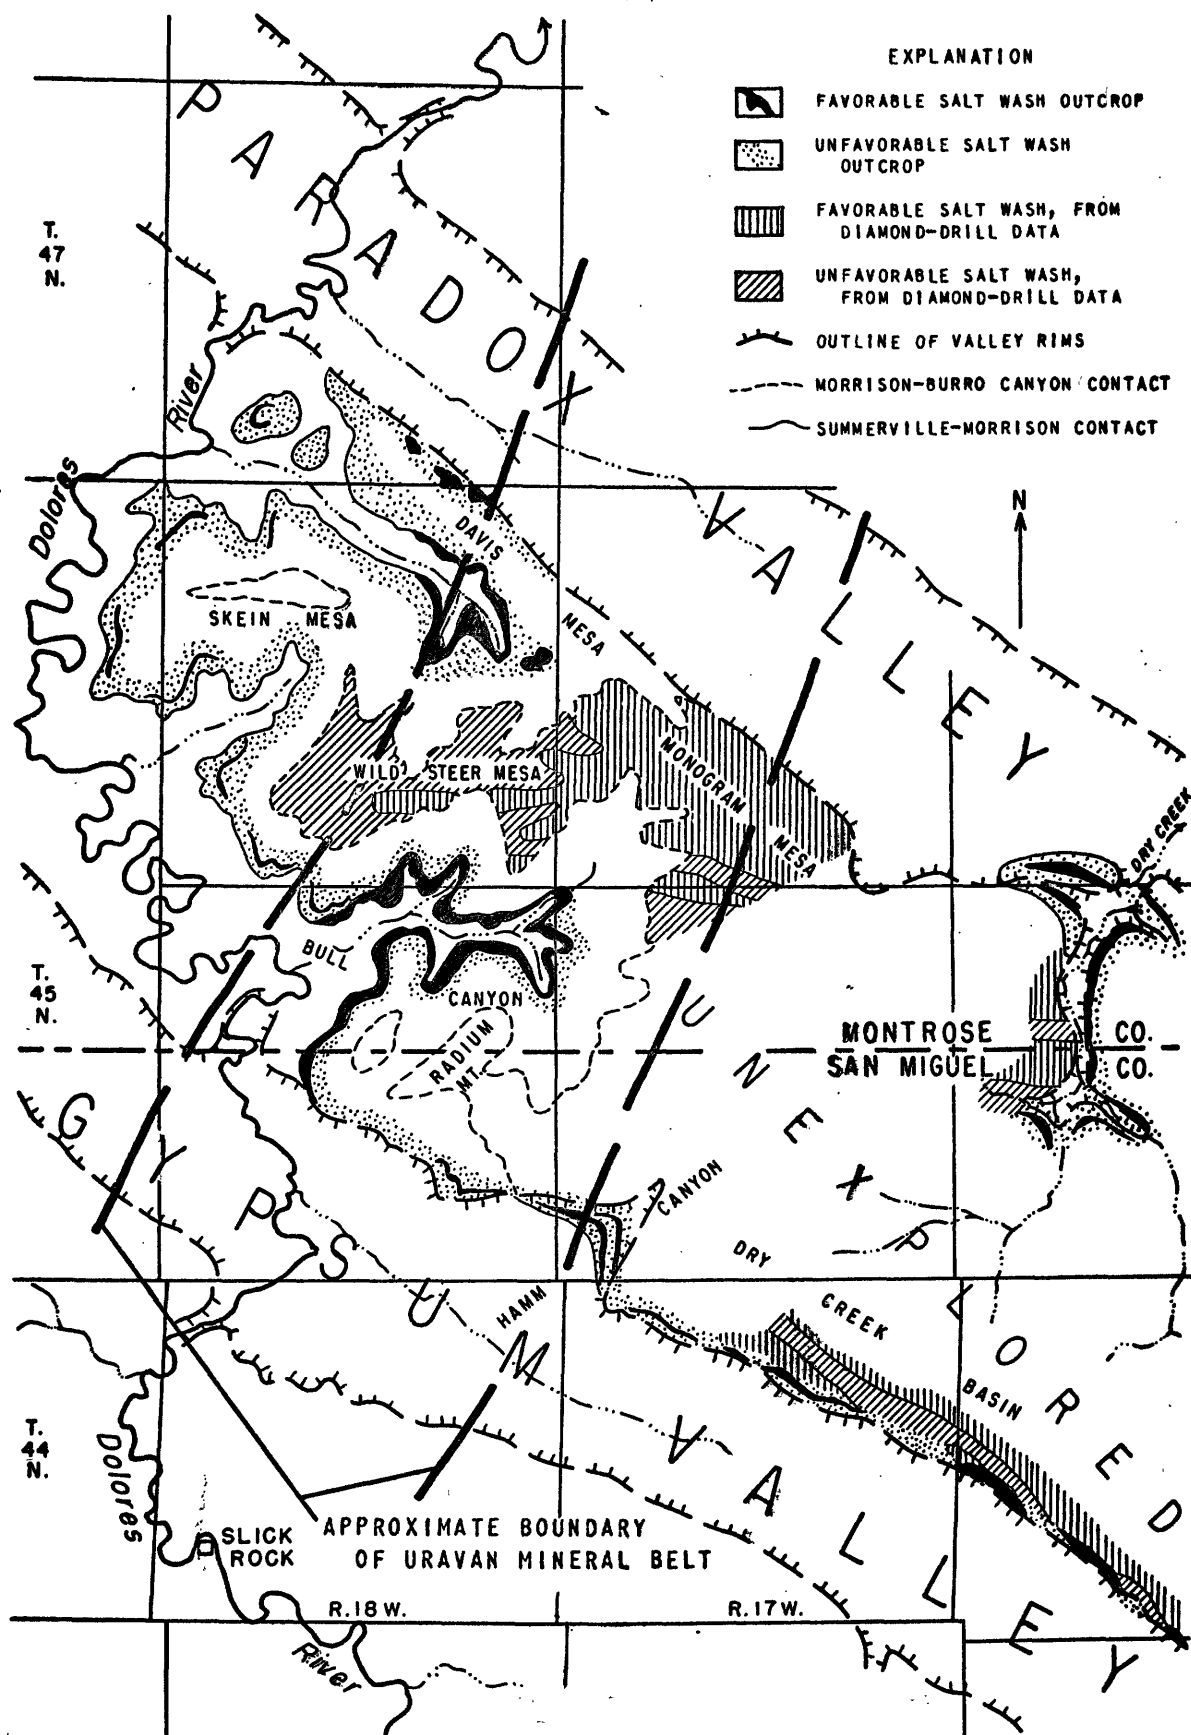 EXPLANATION
FAVORABLE SALT WASH OUTCROP
UNFAVORABLE SALT WASH
OUTCROP
FAVORABLE SALT WASH, FROM
DIAMOND-DRILL DATA
UNFAVORABLE SALT WASH,
FROM DIAMOND-DRILL DATA
OUTLINE OF VALLEY RIMS
MORRISON-BURRO CANYON CONTACT
SUMMERVILLE-MORRISON CONTACT
PARADOX VALLEY
T.
47
N.
River
Dolores
N
DAVIS
MESA
SKEIN MESA
WILD STEER MESA
MONOGRAM
MESA
DRY CREEK
BULL
CANYON
T.
45
N.
RADIUM
MT.
MONTROSE CO.
SAN MIGUEL CO.
UNEXPLORED
GYPSUM VALLEY
HAMM
CANYON
DRY
CREEK
BASIN
T.
44
N.
Dolores
SLICK
ROCK
APPROXIMATE BOUNDARY
OF URAVAN MINERAL BELT
R.18W.
R.17W.
River